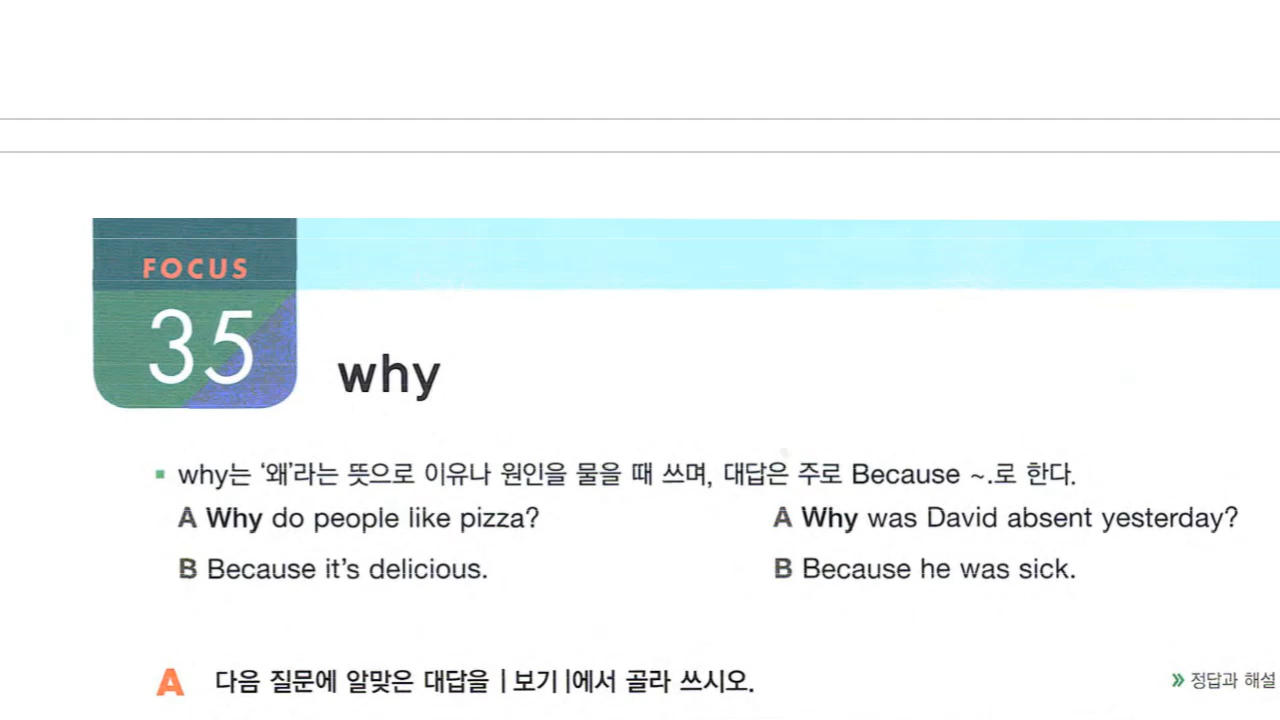 FOCUS
35
why
why는 '왜'라는 뜻으로 이유나 원인을 물을 때 쓰며, 대답은 주로 Because ~.로 한다.
A Why do people like pizza?
B Because it's delicious.
A Why was David absent yesterday?
B Because he was sick.
A 다음 질문에 알맞은 대답을 |보기|에서 골라 쓰시오.
» 정답과 해설